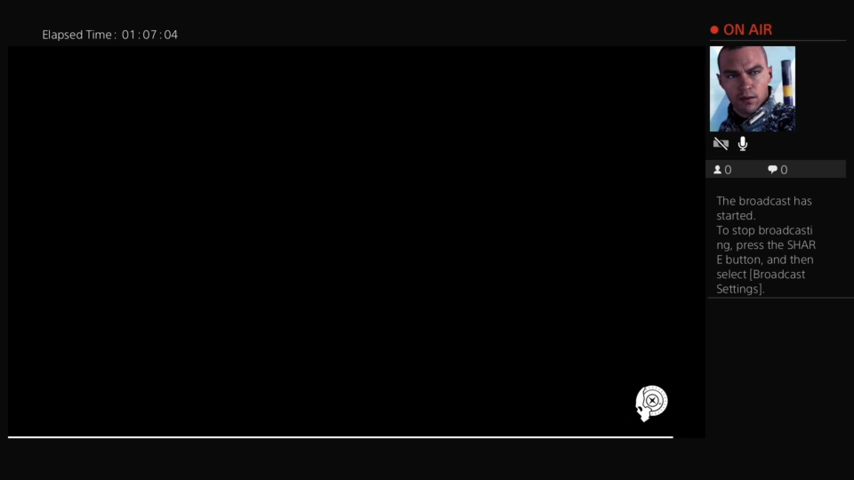 Elapsed Time: 01:07:04
ON AIR
0 0
The broadcast has
started.
To stop broadcasti
ng, press the SHAR
E button, and then
select [Broadcast
Settings].